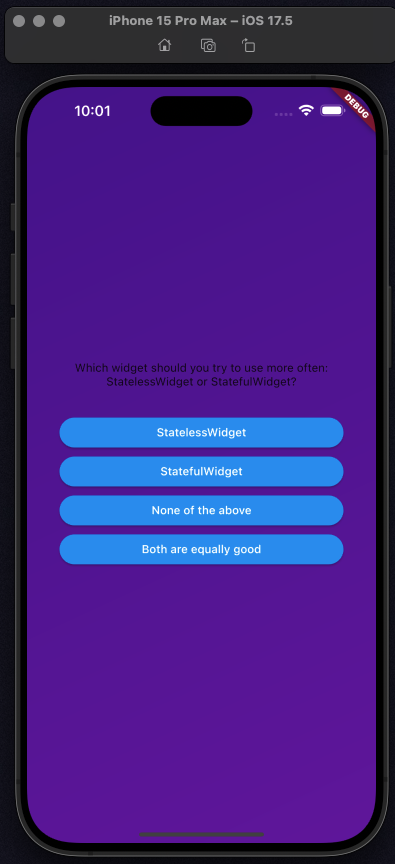 iPhone 15 Pro Max – iOS 17.5
10:01
DEBUG
Which widget should you try to use more often:
StatelessWidget or StatefulWidget?
StatelessWidget
StatefulWidget
None of the above
Both are equally good